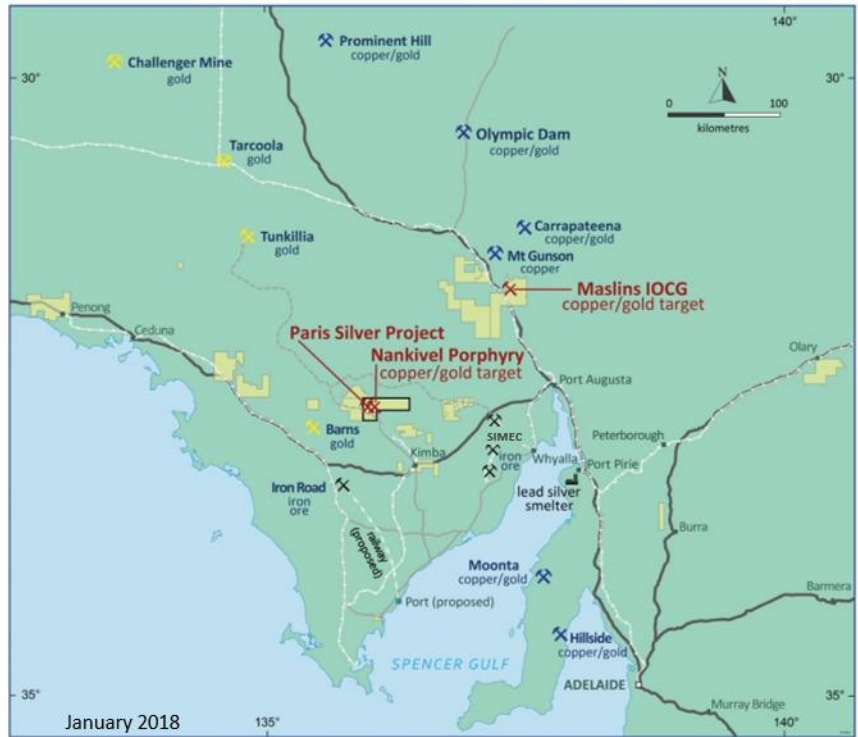 140°
Prominent Hill
copper/gold
Challenger Mine
gold
30°
30°
N
0 100
kilometres
Olympic Dam
copper/gold
Tarcoola
gold
Carrapateena
copper/gold
Tunkillia
gold
Mt Gunson
copper
Maslins IOCG
copper/gold target
Penong
Paris Silver Project
Ceduna
Nankivel Porphyry
copper/gold target
Olary
Port Augusta
Barns
gold
SIMEC
iron
ore
Peterborough
Kimba
Whyalla
Port Pirie
Iron Road
iron
ore
lead silver
smelter
railway
(proposed)
Burra
Moonta
copper/gold
Barmera
Port (proposed)
Hillside
copper/gold
SPENCER GULF
ADELAIDE
35°
35°
Murray Bridge
January 2018
135°
140°